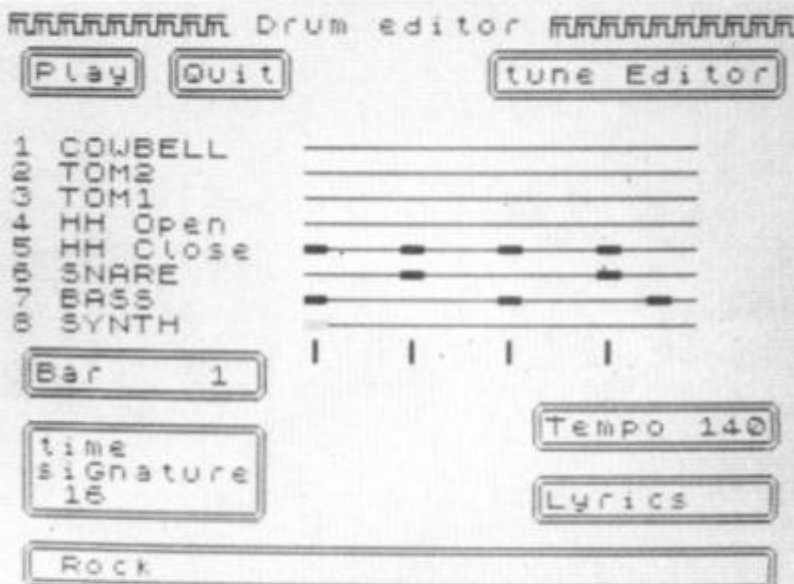 Drum editor
Play Quit tune Editor
1 COWBELL
2 TOM2
3 TOM1
4 HH Open
5 HH Close
6 SNARE
7 BASS
8 SYNTH
Bar 1
Tempo 140
time
siGnature
16
Lyrics
Rock